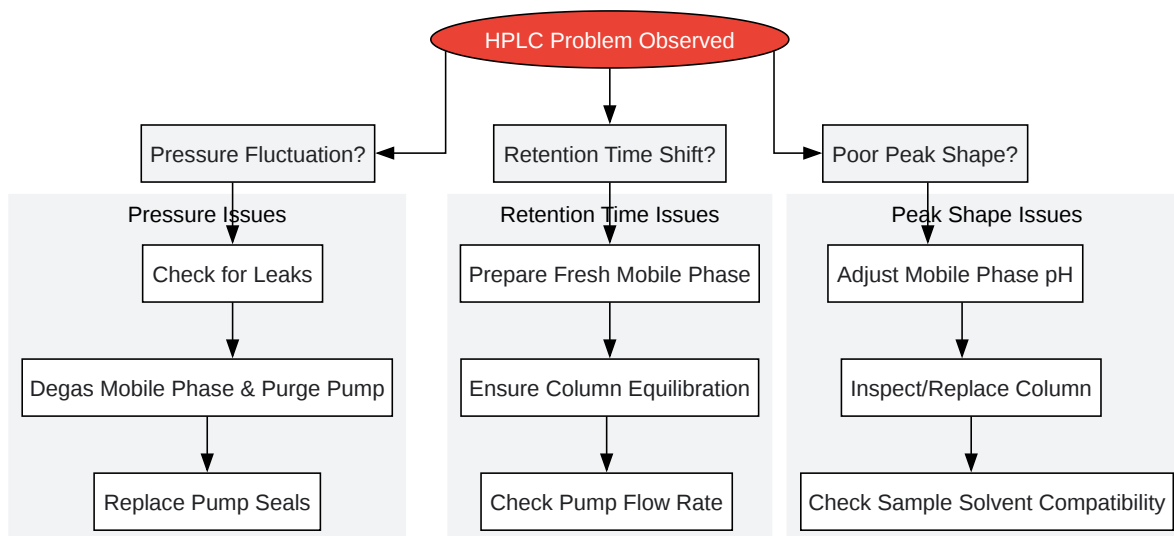 HPLC Problem Observed
Pressure Fluctuation?
Retention Time Shift?
Poor Peak Shape?
Pressure Issues
Retention Time Issues
Peak Shape Issues
Check for Leaks
Prepare Fresh Mobile Phase
Adjust Mobile Phase pH
Degas Mobile Phase & Purge Pump
Ensure Column Equilibration
Inspect/Replace Column
Replace Pump Seals
Check Pump Flow Rate
Check Sample Solvent Compatibility